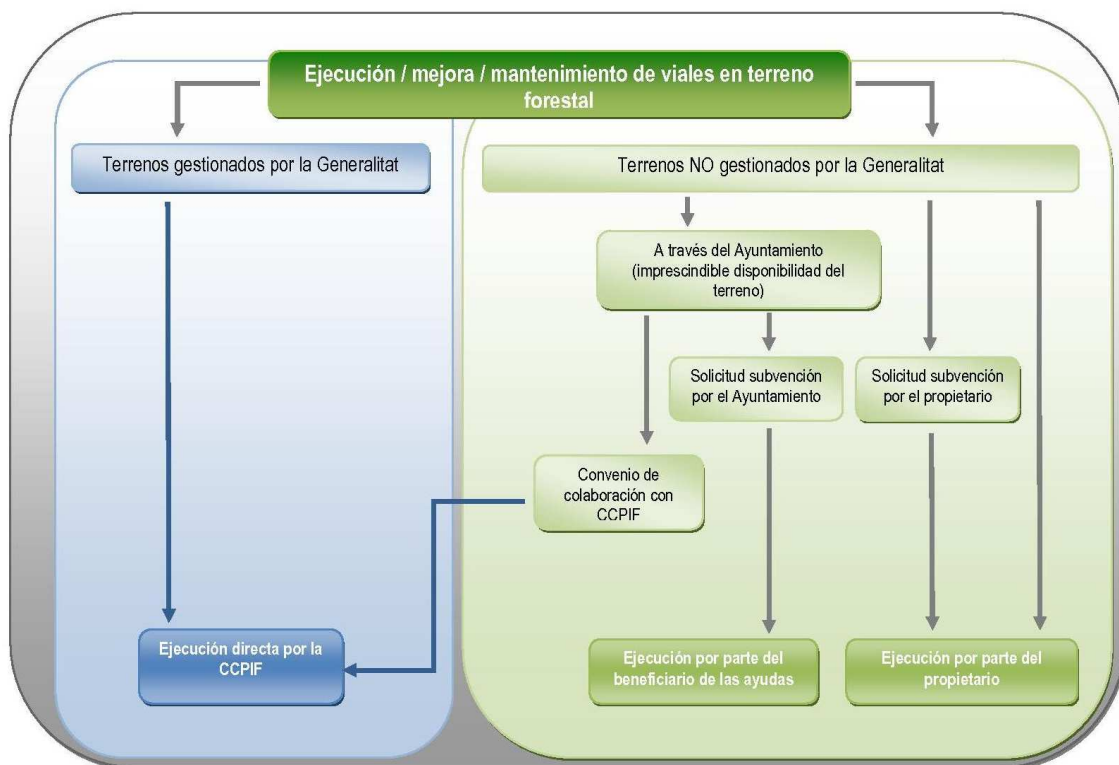 Ejecución / mejora / mantenimiento de viales en terreno
forestal
Terrenos gestionados por la Generalitat
Terrenos NO gestionados por la Generalitat
A través del Ayuntamiento
(imprescindible disponibilidad del
terreno)
Solicitud subvención
por el Ayuntamiento
Solicitud subvención
por el propietario
Convenio de
colaboración con
CCPIF
Ejecución directa por la
CCPIF
Ejecución por parte del
beneficiario de las ayudas
Ejecución por parte del
propietario